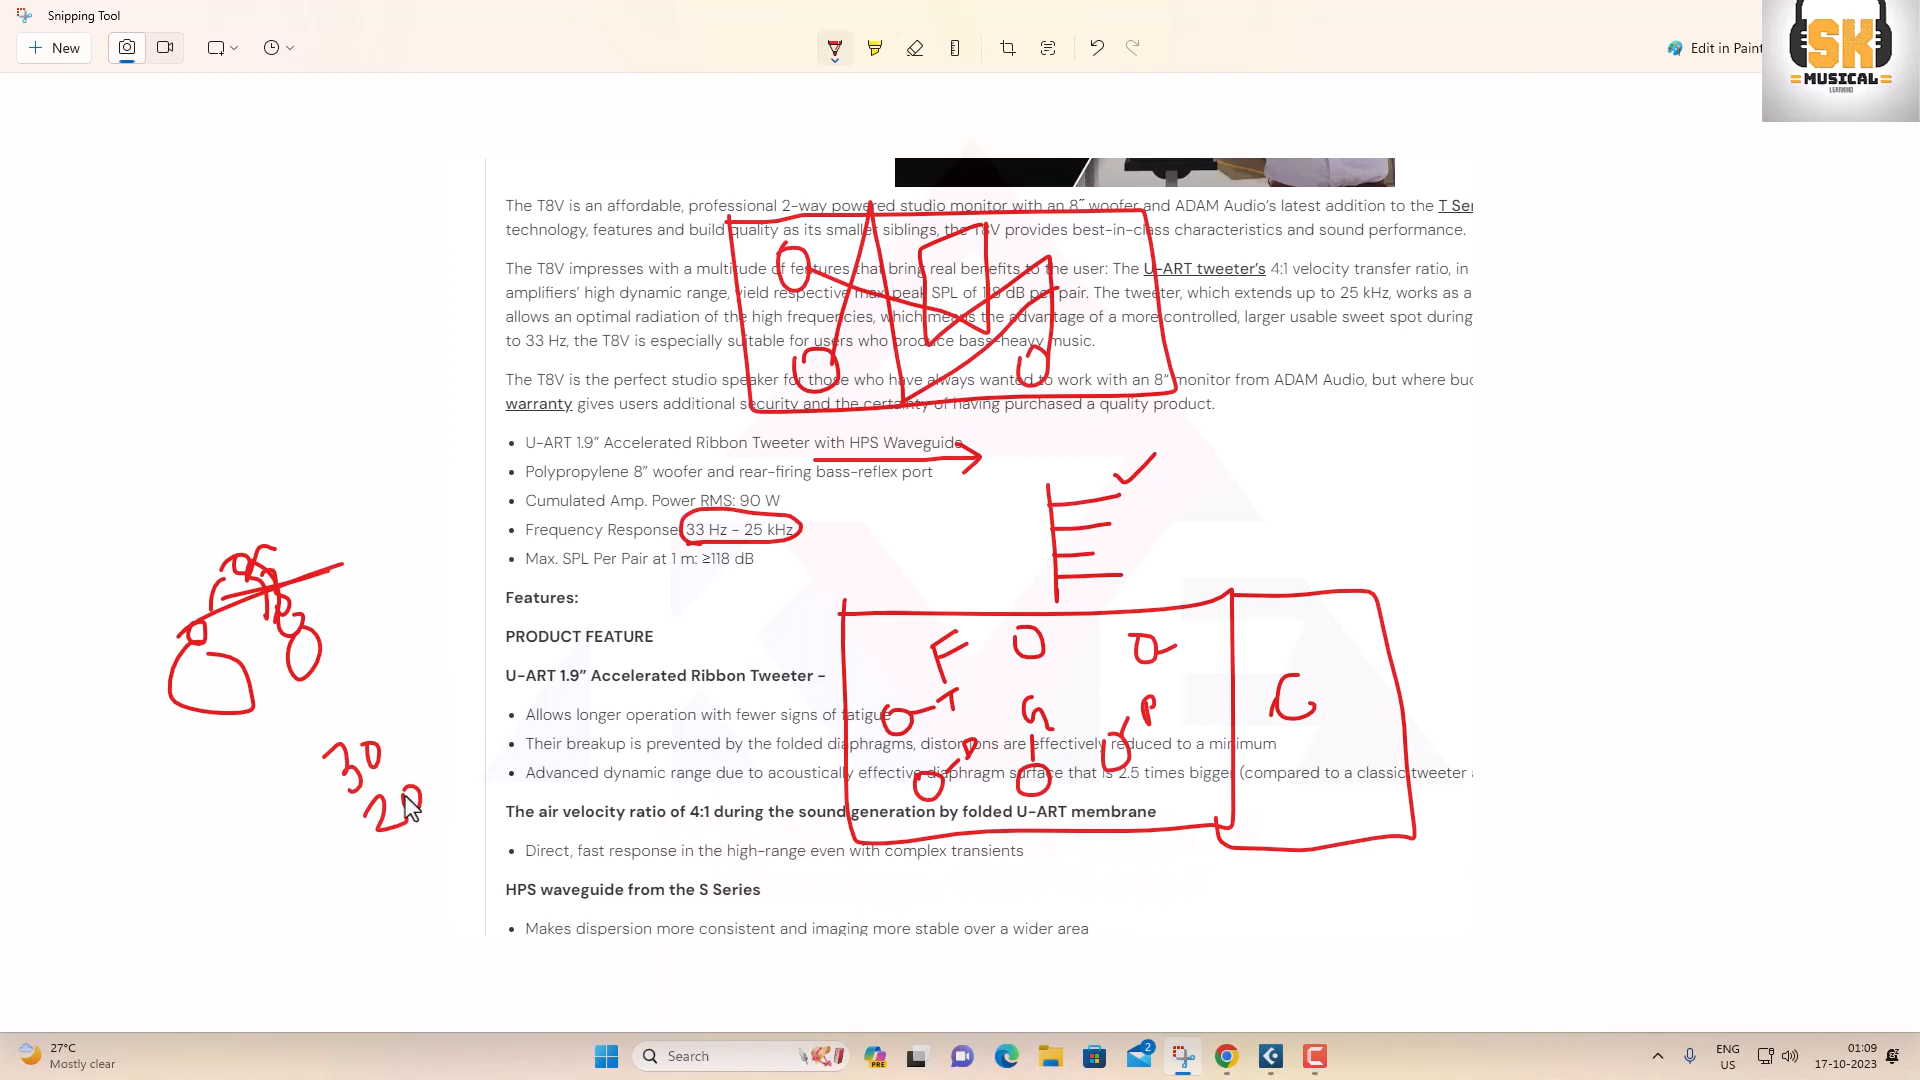 Snipping Tool
New
Edit in Paint
SK
MUSICAL
LEARNING
The T8V is an affordable, professional 2-way powered studio monitor with an 8˝ woofer and ADAM Audio's latest addition to the T Ser
technology, features and build quality as its smaller siblings, the T8V provides best-in-class characteristics and sound performance.
The T8V impresses with a multitude of features that bring real benefits to the user: The U-ART tweeter's 4:1 velocity transfer ratio, in
amplifiers' high dynamic range, yield respective max peak SPL of 118 dB per pair. The tweeter, which extends up to 25 kHz, works as a
allows an optimal radiation of the high frequencies, which means the advantage of a more controlled, larger usable sweet spot during
to 33 Hz, the T8V is especially suitable for users who produce bass-heavy music.
The T8V is the perfect studio speaker for those who have always wanted to work with an 8” monitor from ADAM Audio, but where bud
warranty gives users additional security and the certainty of having purchased a quality product.
• U-ART 1.9” Accelerated Ribbon Tweeter with HPS Waveguide
• Polypropylene 8” woofer and rear-firing bass-reflex port
• Cumulated Amp. Power RMS: 90 W
• Frequency Response: 33 Hz - 25 kHz
• Max. SPL Per Pair at 1 m: ≥118 dB
Features:
PRODUCT FEATURE
U-ART 1.9” Accelerated Ribbon Tweeter -
• Allows longer operation with fewer signs of fatigue
• Their breakup is prevented by the folded diaphragms, distortions are effectively reduced to a minimum
• Advanced dynamic range due to acoustically effective diaphragm surface that is 2.5 times bigger (compared to a classic tweeter
The air velocity ratio of 4:1 during the sound generation by folded U-ART membrane
• Direct, fast response in the high-range even with complex transients
HPS waveguide from the S Series
• Makes dispersion more consistent and imaging more stable over a wider area
F
T
P
C
30
20
27°C
Mostly clear
Search
PRE
2
ENG
US
01:09
17-10-2023